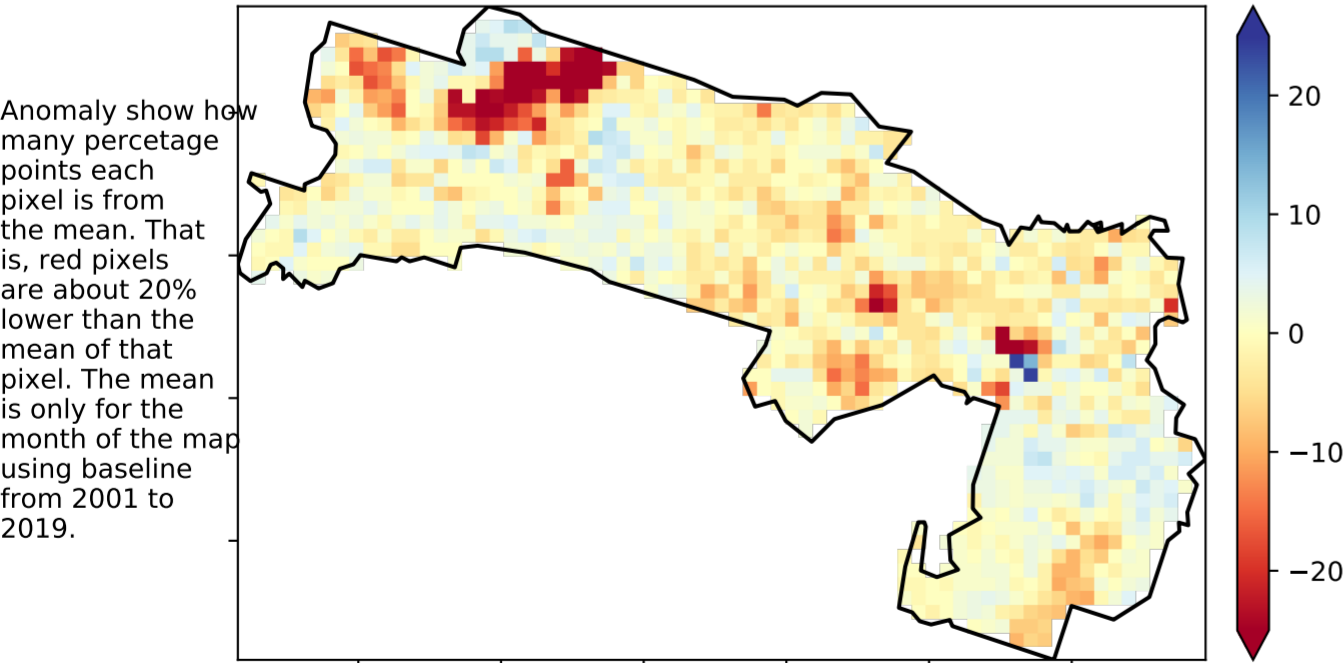 Anomaly show how
many percetage
points each
pixel is from
the mean. That
is, red pixels
are about 20%
lower than the
mean of that
pixel. The mean
is only for the
month of the map
using baseline
from 2001 to
2019.
20
10
0
−10
−20